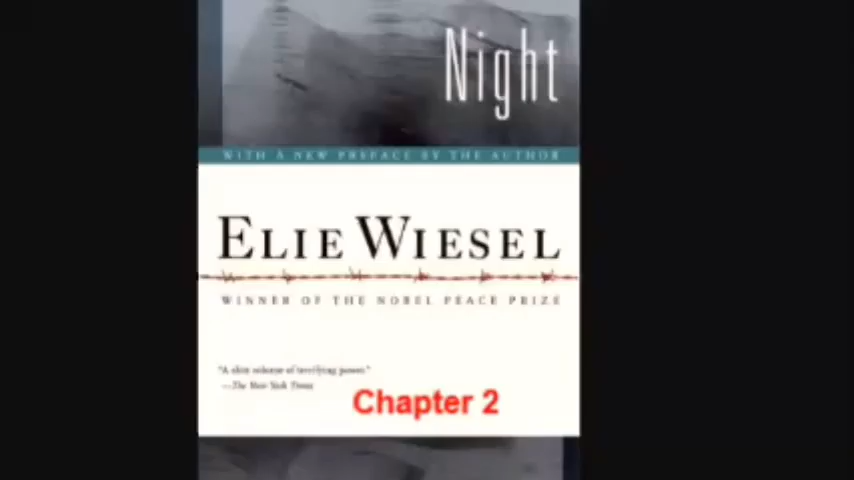 Night
WITH A NEW PREFACE BY THE AUTHOR
ELIE WIESEL
WINNER OF THE NOBEL PEACE PRIZE
"A slim volume of terrifying power."
—The New York Times
Chapter 2